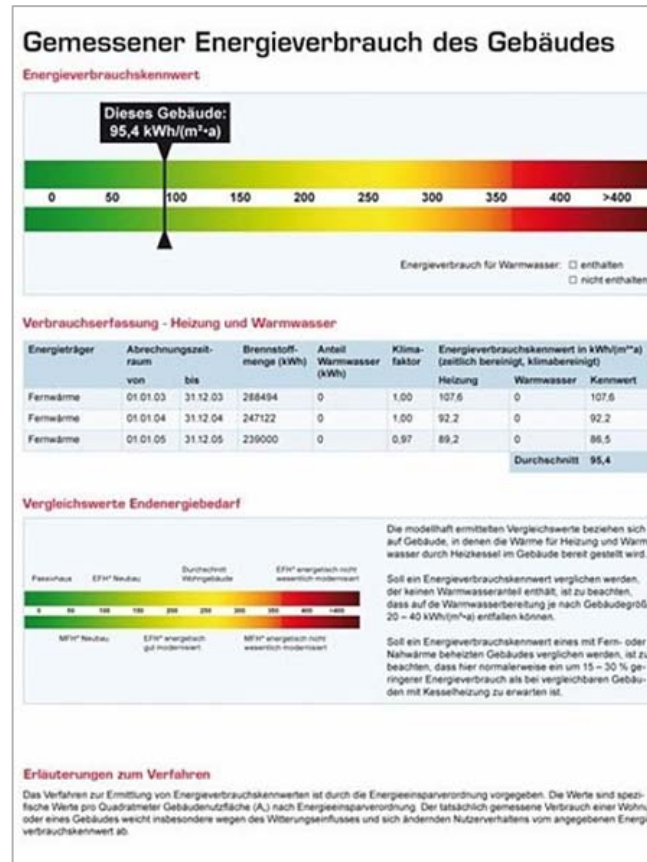 Gemessener Energieverbrauch des Gebäudes
Energieverbrauchskennwert
Dieses Gebäude:
95,4 kWh/(m²•a)
0 50 100 150 200 250 300 350 400 >400
Energieverbrauch für Warmwasser: ☐ enthalten
☐ nicht enthalten
Verbrauchserfassung - Heizung und Warmwasser
Energieträger Abrechnungszeit- Brennstoff- Anteil Klima- Energieverbrauchskennwert in kWh/(m²*a)
raum menge (kWh) Warmwasser faktor (zeitlich bereinigt, klimabereinigt)
(kWh)
von bis Heizung Warmwasser Kennwert
Fernwärme 01.01.03 31.12.03 288494 0 1,00 107,6 0 107,6
Fernwärme 01.01.04 31.12.04 247122 0 1,00 92,2 0 92,2
Fernwärme 01.01.05 31.12.05 239000 0 0,97 89,2 0 86,5
Durchschnitt 95,4
Vergleichswerte Endenergiebedarf
Passivhaus EFH* Neubau Durchschnitt Wohngebäude EFH* energetisch nicht wesentlich modernisiert
0 50 100 150 200 250 300 350 400 >400
MFH* Neubau EFH* energetisch gut modernisiert MFH* energetisch nicht wesentlich modernisiert
Die modellhaft ermittelten Vergleichswerte beziehen sich
auf Gebäude, in denen die Wärme für Heizung und Warm
wasser durch Heizkessel im Gebäude bereit gestellt wird.
Soll ein Energieverbrauchskennwert verglichen werden,
der keinen Warmwasseranteil enthält, ist zu beachten,
dass auf de Warmwasserbereitung je nach Gebäudegröß
20 – 40 kWh/(m²•a) entfallen können.
Soll ein Energieverbrauchskennwert eines mit Fern- oder
Nahwärme beheizten Gebäudes verglichen werden, ist zu
beachten, dass hier normalerweise ein um 15 – 30 % ge-
ringerer Energieverbrauch als bei vergleichbaren Gebäu-
den mit Kesselheizung zu erwarten ist.
Erläuterungen zum Verfahren
Das Verfahren zur Ermittlung von Energieverbrauchskennwerten ist durch die Energieeinsparverordnung vorgegeben. Die Werte sind spezi-
fische Werte pro Quadratmeter Gebäudenutzfläche (Aₙ) nach Energieeinsparverordnung. Der tatsächlich gemessene Verbrauch einer Wohnu
oder eines Gebäudes weicht insbesondere wegen des Witterungseinflusses und sich ändernden Nutzerverhaltens vom angegebenen Energi
verbrauchskennwert ab.